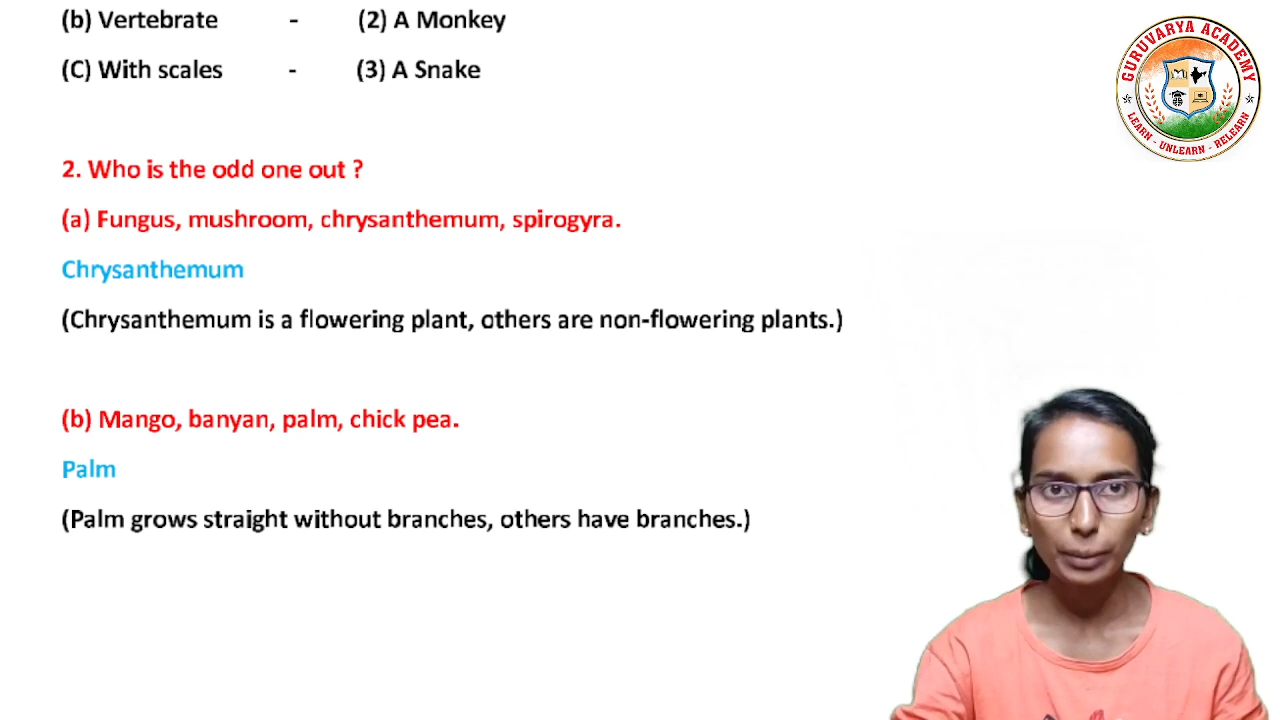 (b) Vertebrate - (2) A Monkey
(C) With scales - (3) A Snake
GURUVARYA ACADEMY
LEARN - UNLEARN - RELEARN
2. Who is the odd one out ?
(a) Fungus, mushroom, chrysanthemum, spirogyra.
Chrysanthemum
(Chrysanthemum is a flowering plant, others are non-flowering plants.)
(b) Mango, banyan, palm, chick pea.
Palm
(Palm grows straight without branches, others have branches.)